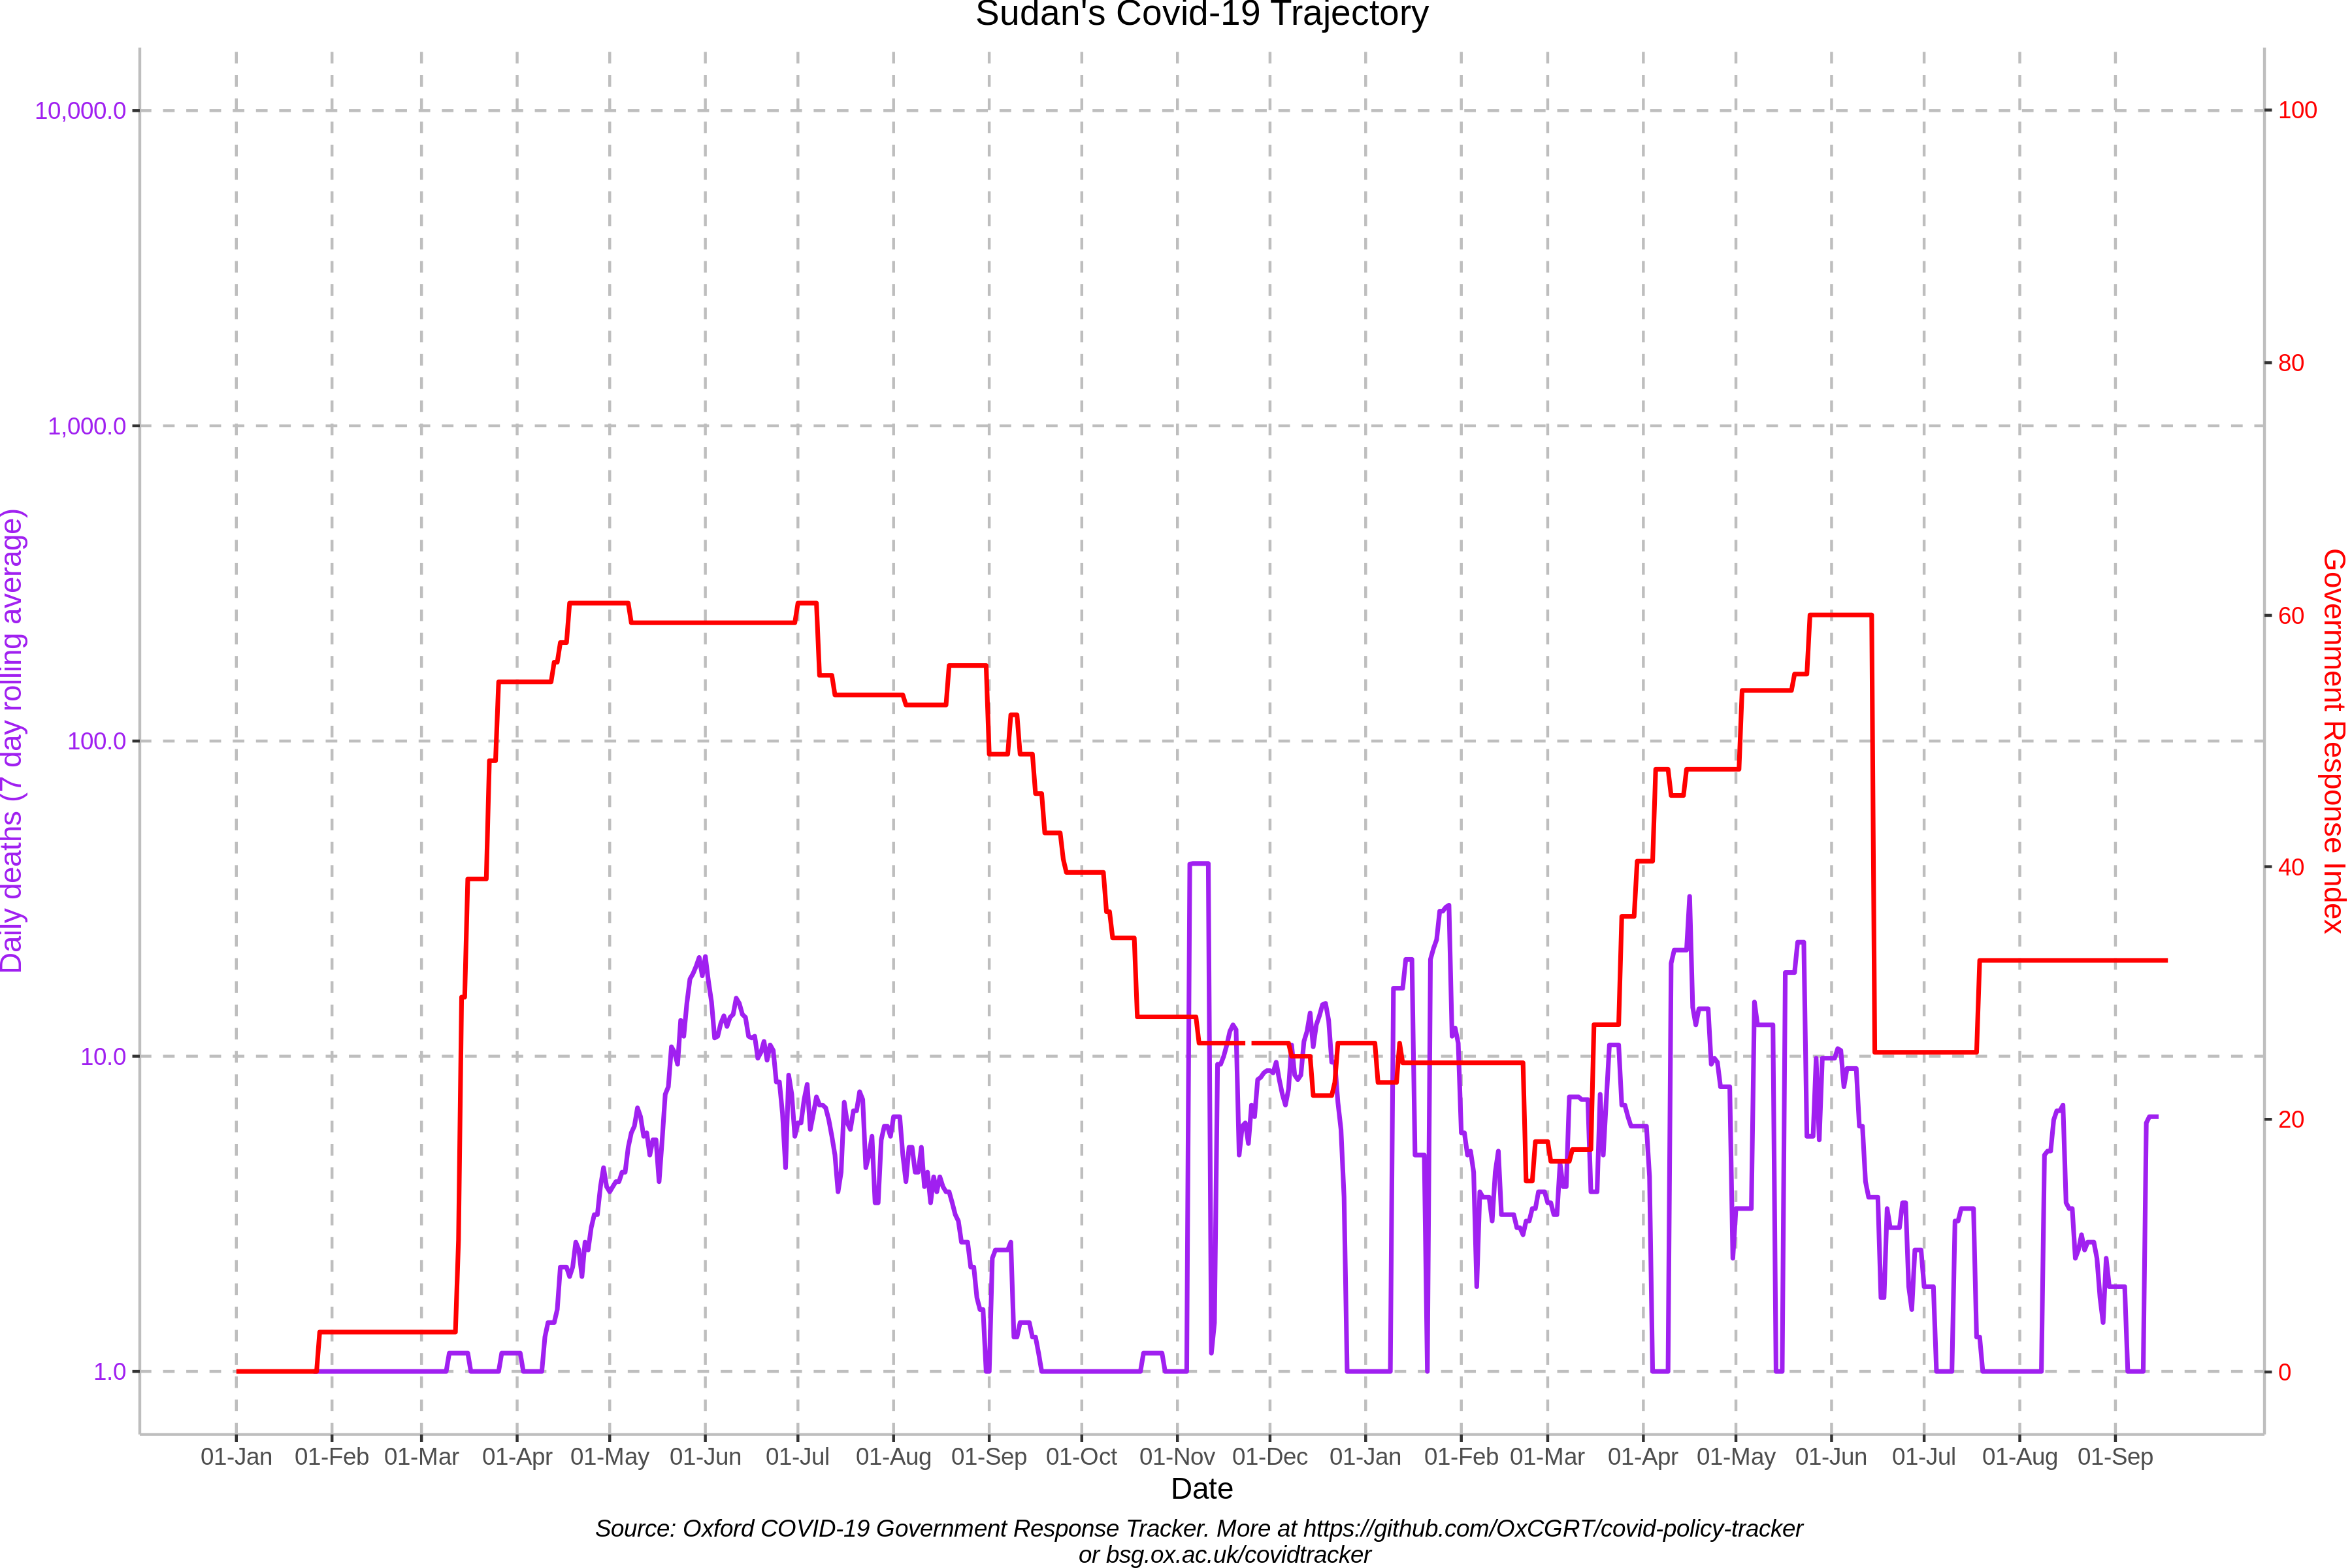 Sudan's Covid-19 Trajectory
10,000.0
1,000.0
100.0
10.0
1.0
Daily deaths (7 day rolling average)
100
80
60
40
20
0
Government Response Index
01-Jan 01-Feb 01-Mar 01-Apr 01-May 01-Jun 01-Jul 01-Aug 01-Sep 01-Oct 01-Nov 01-Dec 01-Jan 01-Feb 01-Mar 01-Apr 01-May 01-Jun 01-Jul 01-Aug 01-Sep
Date
Source: Oxford COVID-19 Government Response Tracker. More at https://github.com/OxCGRT/covid-policy-tracker
or bsg.ox.ac.uk/covidtracker